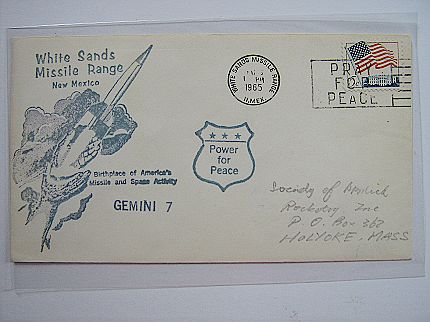 White Sands
Missile Range
New Mexico
Birthplace of America's
Missile and Space Activity
GEMINI 7
★ ★ ★
Power
for
Peace
WHITE SANDS MISSILE RANGE
PM
1965
N.MEX.
PRAY
FOR
PEACE
Society of
Rocketry Inc
P. O. Box 362
HOLYOKE, MASS